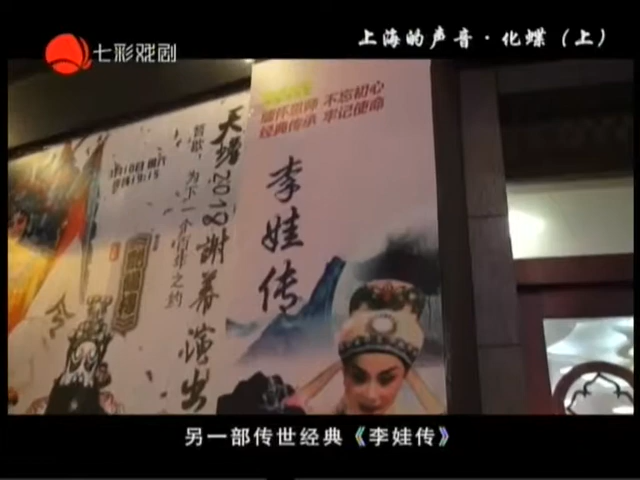 七彩戏剧
上海的声音·化蝶（上）
缅怀恩师 不忘初心
经典传承 牢记使命
李娃传
天蟾2018谢幕演出
暂歇，为下一个百年之约
另一部传世经典《李娃传》